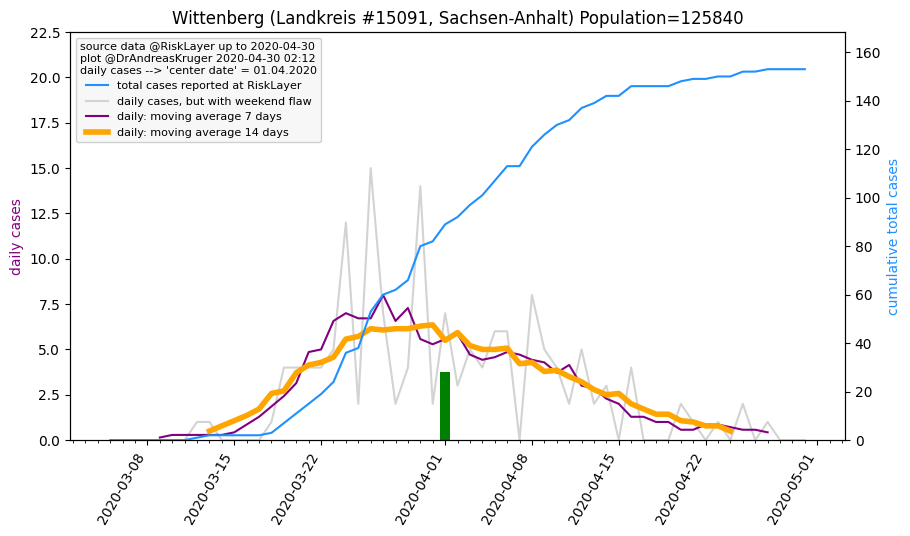 Wittenberg (Landkreis #15091, Sachsen-Anhalt) Population=125840
source data @RiskLayer up to 2020-04-30
plot @DrAndreasKruger 2020-04-30 02:12
daily cases --> 'center date' = 01.04.2020
total cases reported at RiskLayer
daily cases, but with weekend flaw
daily: moving average 7 days
daily: moving average 14 days
daily cases
22.5
20.0
17.5
15.0
12.5
10.0
7.5
5.0
2.5
0.0
160
140
120
100
80
60
40
20
0
cumulative total cases
2020-03-08
2020-03-15
2020-03-22
2020-04-01
2020-04-08
2020-04-15
2020-04-22
2020-05-01